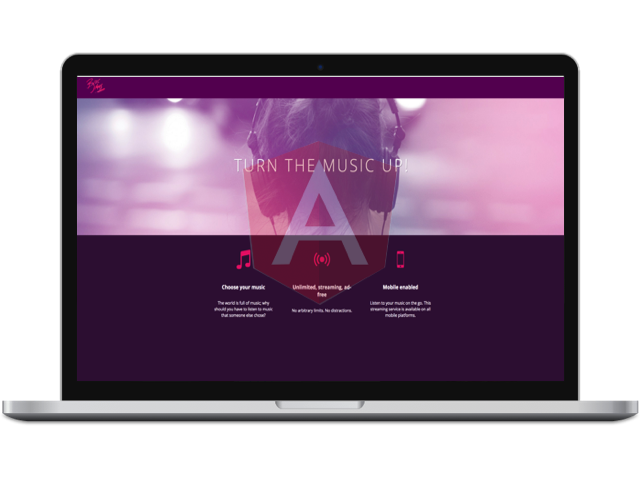 TURN THE MUSIC UP!
A
Choose your music
The world is full of music; why
should you have to listen to music
that someone else chose?
Unlimited, streaming, ad-
free
No arbitrary limits. No distractions.
Mobile enabled
Listen to your music on the go. This
streaming service is available on all
mobile platforms.